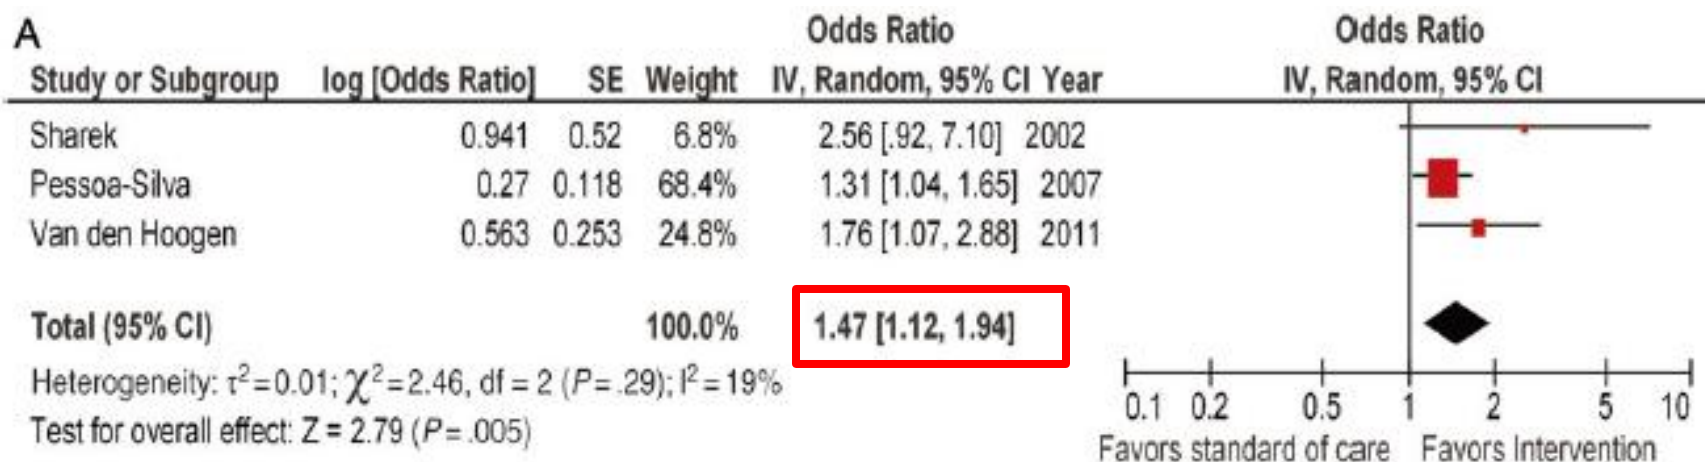 A
Odds Ratio Odds Ratio
Study or Subgroup log [Odds Ratio] SE Weight IV, Random, 95% CI Year IV, Random, 95% CI
Sharek 0.941 0.52 6.8% 2.56 [.92, 7.10] 2002
Pessoa-Silva 0.27 0.118 68.4% 1.31 [1.04, 1.65] 2007
Van den Hoogen 0.563 0.253 24.8% 1.76 [1.07, 2.88] 2011
Total (95% CI) 100.0% 1.47 [1.12, 1.94]
Heterogeneity: τ²=0.01; χ²=2.46, df = 2 (P=.29); I²=19%
Test for overall effect: Z = 2.79 (P=.005)
0.1 0.2 0.5 1 2 5 10
Favors standard of care Favors Intervention